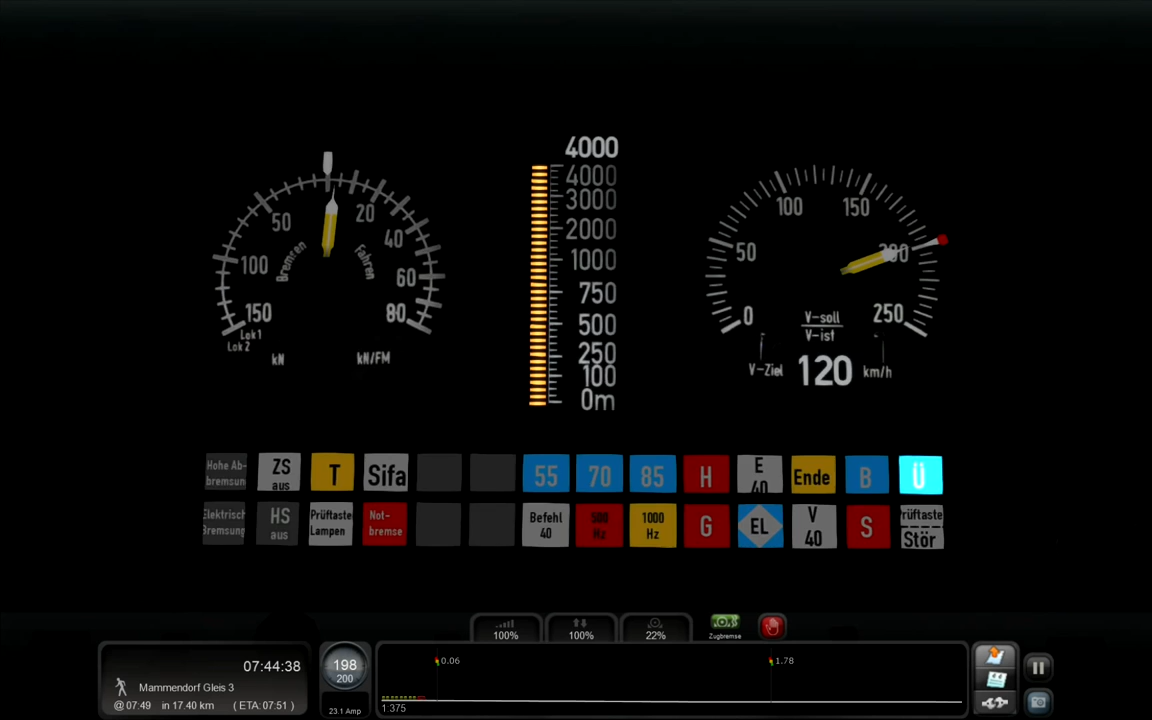 4000
4000
3000
2000
1000
750
500
250
100
0m
50
20
100
40
60
150
80
Bremsen
Fahren
Lok1
Lok 2
kN
kN/FM
100
150
50
200
0
250
V-soll
V-ist
V-Ziel
120
km/h
Hohe Ab-
bremsung
ZS
aus
T
Sifa
55
70
85
H
E
40
Ende
B
Ü
Elektrisch
Bremsung
HS
aus
Prüftaste
Lampen
Not-
bremse
Befehl
40
500
Hz
1000
Hz
G
EL
V
40
S
Prüftaste
Stör
100%
100%
22%
Zugbremse
07:44:38
Mammendorf Gleis 3
@ 07:49 in 17.40 km ( ETA: 07:51 )
198
200
23.1 Amp
0.06
1.78
1:375